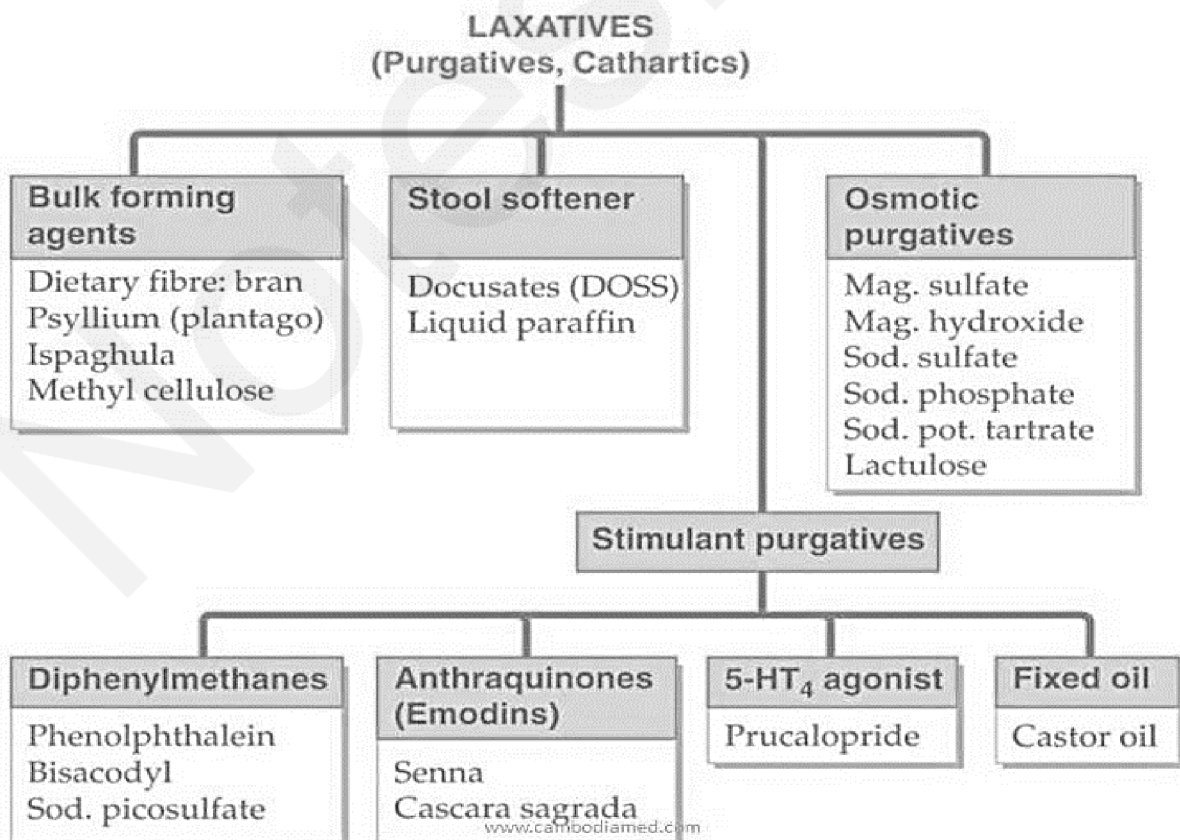 LAXATIVES
(Purgatives, Cathartics)
Bulk forming
agents
Dietary fibre: bran
Psyllium (plantago)
Ispaghula
Methyl cellulose
Stool softener
Docusates (DOSS)
Liquid paraffin
Osmotic
purgatives
Mag. sulfate
Mag. hydroxide
Sod. sulfate
Sod. phosphate
Sod. pot. tartrate
Lactulose
Stimulant purgatives
Diphenylmethanes
Phenolphthalein
Bisacodyl
Sod. picosulfate
Anthraquinones
(Emodins)
Senna
Cascara sagrada
5-HT₄ agonist
Prucalopride
Fixed oil
Castor oil
www.cambodiamed.com
Notes